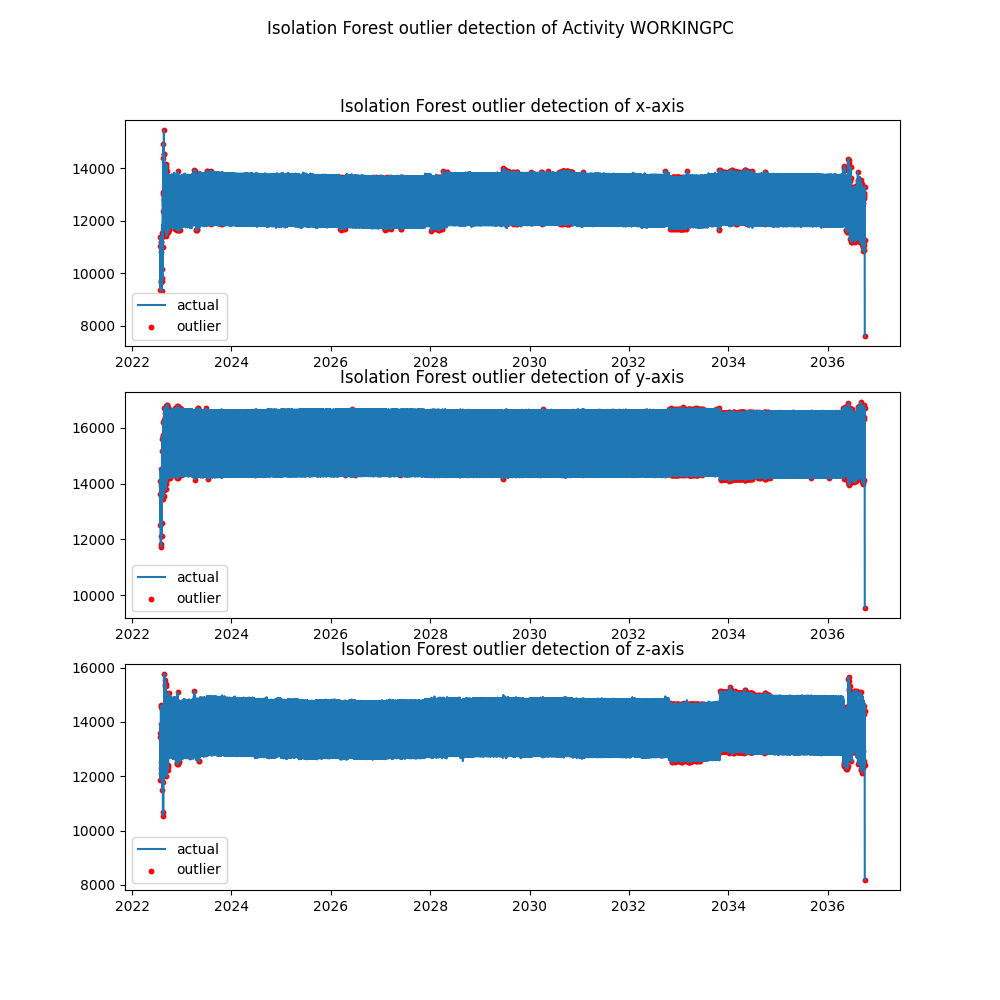 Isolation Forest outlier detection of Activity WORKINGPC
Isolation Forest outlier detection of x-axis
14000
12000
10000
8000
actual
outlier
2022 2024 2026 2028 2030 2032 2034 2036
Isolation Forest outlier detection of y-axis
16000
14000
12000
10000
actual
outlier
2022 2024 2026 2028 2030 2032 2034 2036
Isolation Forest outlier detection of z-axis
16000
14000
12000
10000
8000
actual
outlier
2022 2024 2026 2028 2030 2032 2034 2036